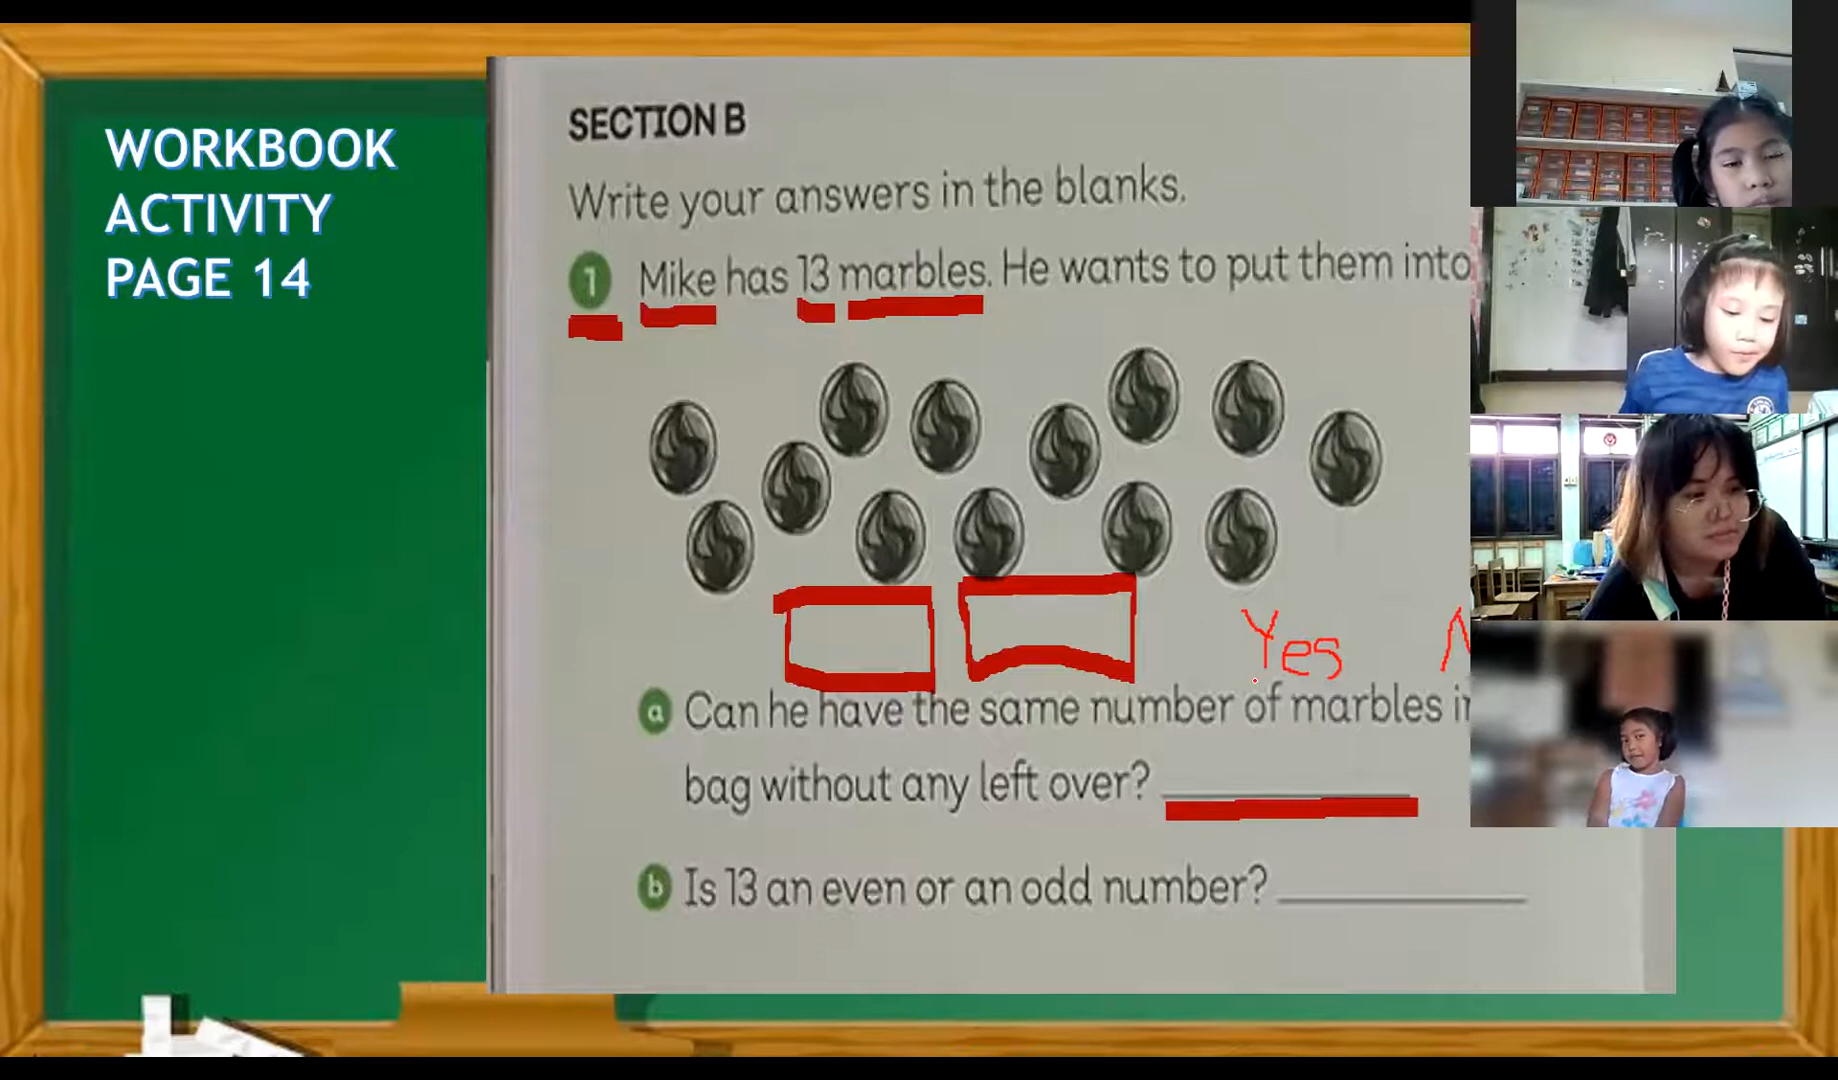 WORKBOOK
ACTIVITY
PAGE 14
SECTION B
Write your answers in the blanks.
1 Mike has 13 marbles. He wants to put them into
Yes
a Can he have the same number of marbles
bag without any left over?
b Is 13 an even or an odd number?